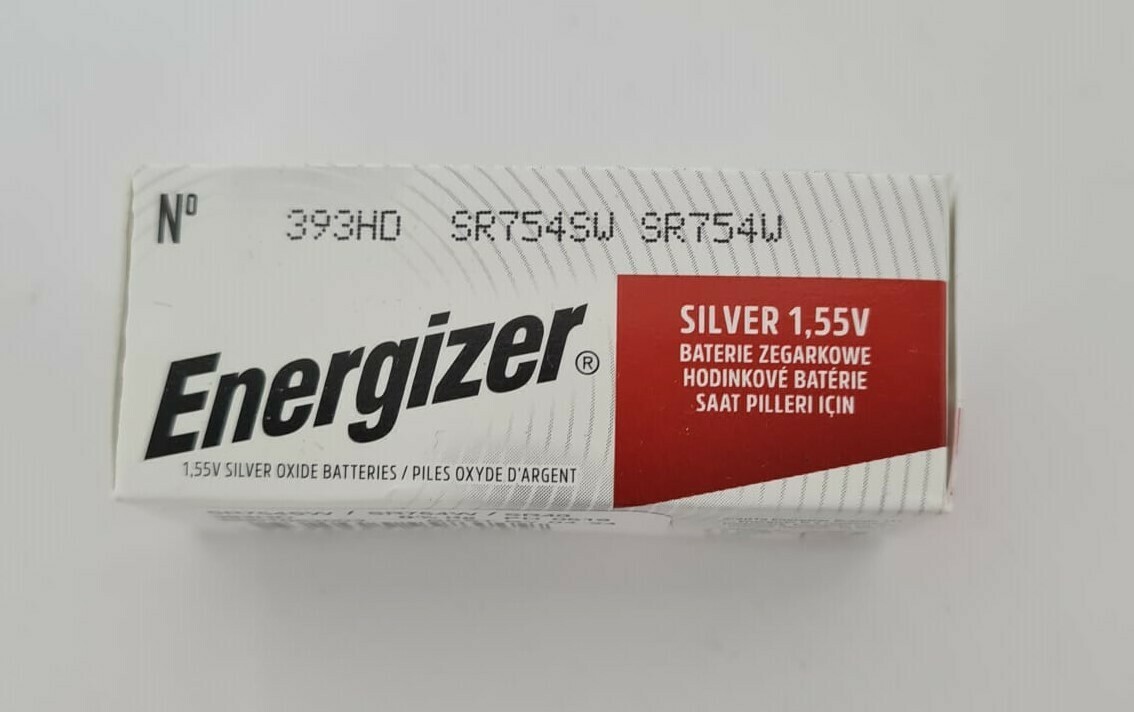 Nº 393HD SR754SW SR754W
Energizer®
SILVER 1,55V
BATERIE ZEGARKOWE
HODINKOVÉ BATÉRIE
SAAT PILLERI IÇIN
1,55V SILVER OXIDE BATTERIES / PILES OXYDE D'ARGENT